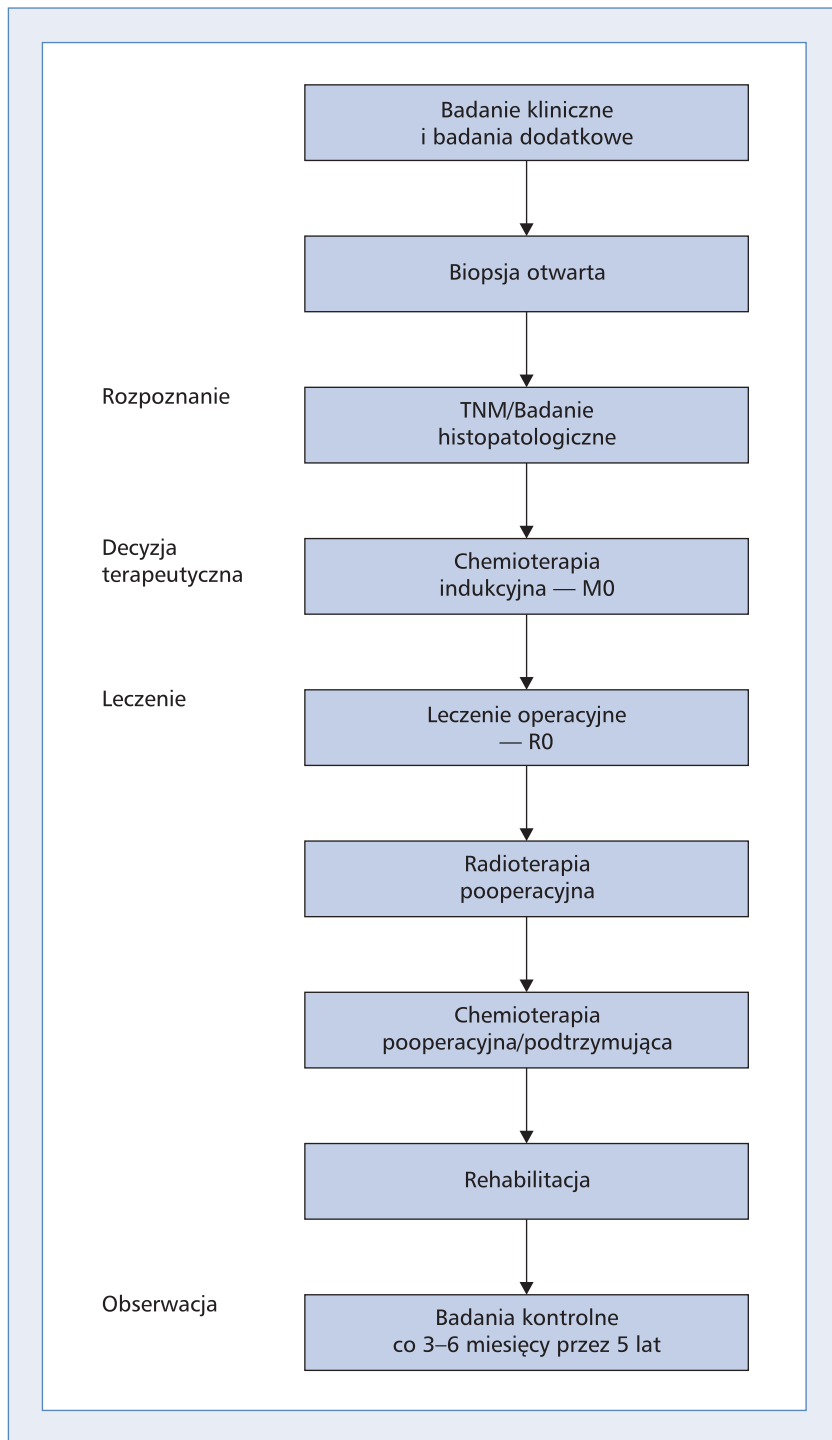 Badanie kliniczne
i badania dodatkowe
Biopsja otwarta
Rozpoznanie
TNM/Badanie
histopatologiczne
Decyzja
terapeutyczna
Chemioterapia
indukcyjna — M0
Leczenie
Leczenie operacyjne
— R0
Radioterapia
pooperacyjna
Chemioterapia
pooperacyjna/podtrzymująca
Rehabilitacja
Obserwacja
Badania kontrolne
co 3–6 miesięcy przez 5 lat